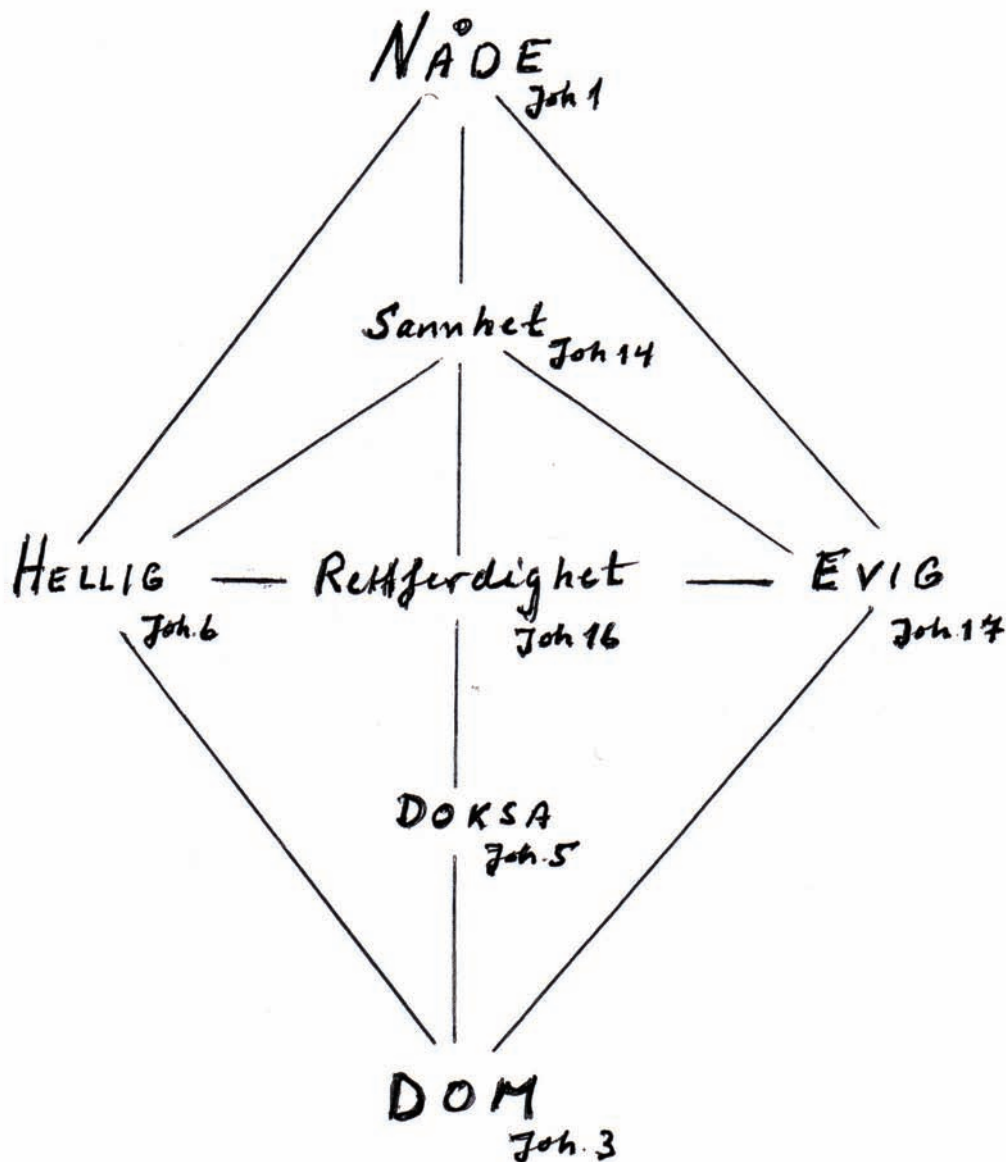 NÅDE
Joh 1
Sannhet
Joh 14
HELLIG
Joh.6
Rettferdighet
Joh 16
EVIG
Joh.17
DOKSA
Joh.5
DOM
Joh.3